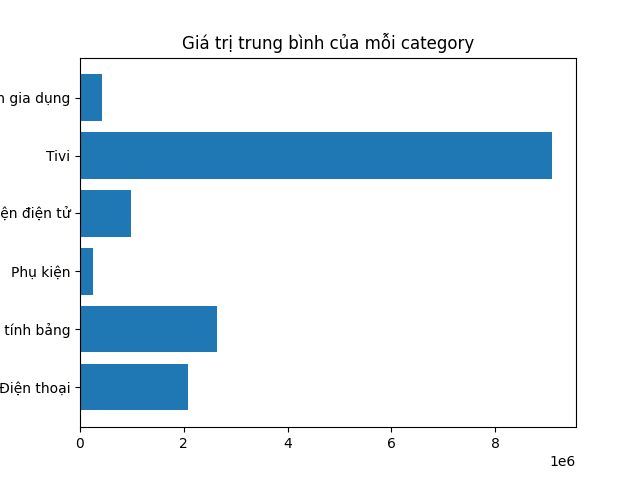 Giá trị trung bình của mỗi category
gia dụng
Tivi
điện tử
Phụ kiện
tính bảng
Điện thoại
0
2
4
6
8
1e6